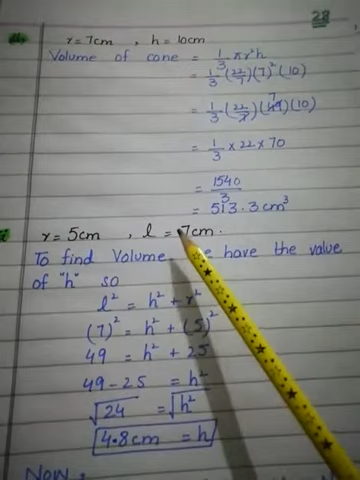 28
r = 7cm , h = 10cm
Volume of cone = 1/3 πr²h
= 1/3 (22/7) (7)² (10)
= 1/3 (22/7) (49) 7 (10)
= 1/3 × 22 × 70
= 1540/3
= 513.3 cm³
r = 5cm , l = 7cm.
To find Volume have the value
of "h" so
l² = h² + r²
(7)² = h² + (5)²
49 = h² + 25
49 - 25 = h²
√24 = √h²
4.8cm = h
Now,